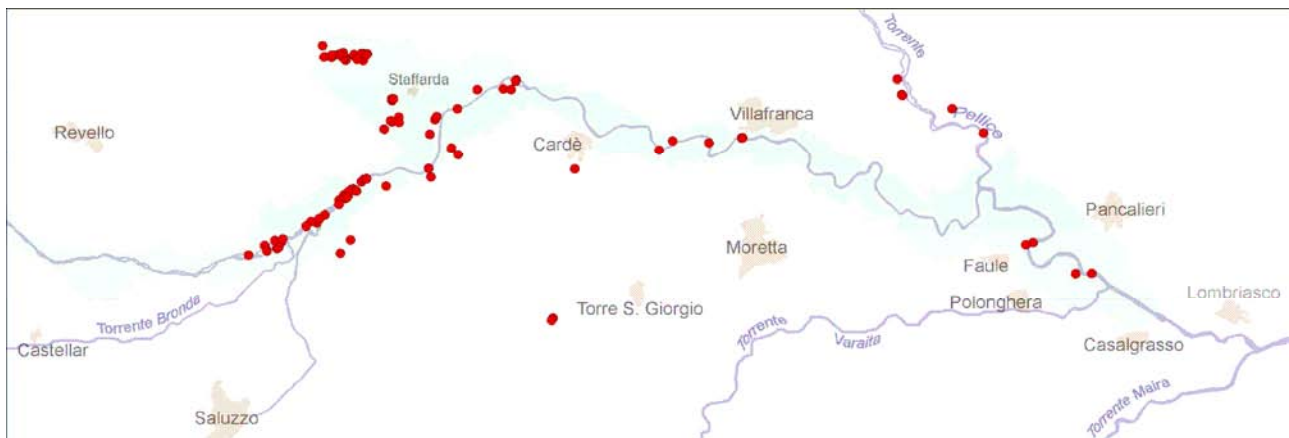 Torrente
Staffarda
Pellice
Revello
Villafranca
Cardè
Pancalieri
Moretta
Faule
Lombriasco
Polonghera
Torre S. Giorgio
Torrente Bronda
Torrente
Varaita
Casalgrasso
Castellar
Torrente Maira
Saluzzo